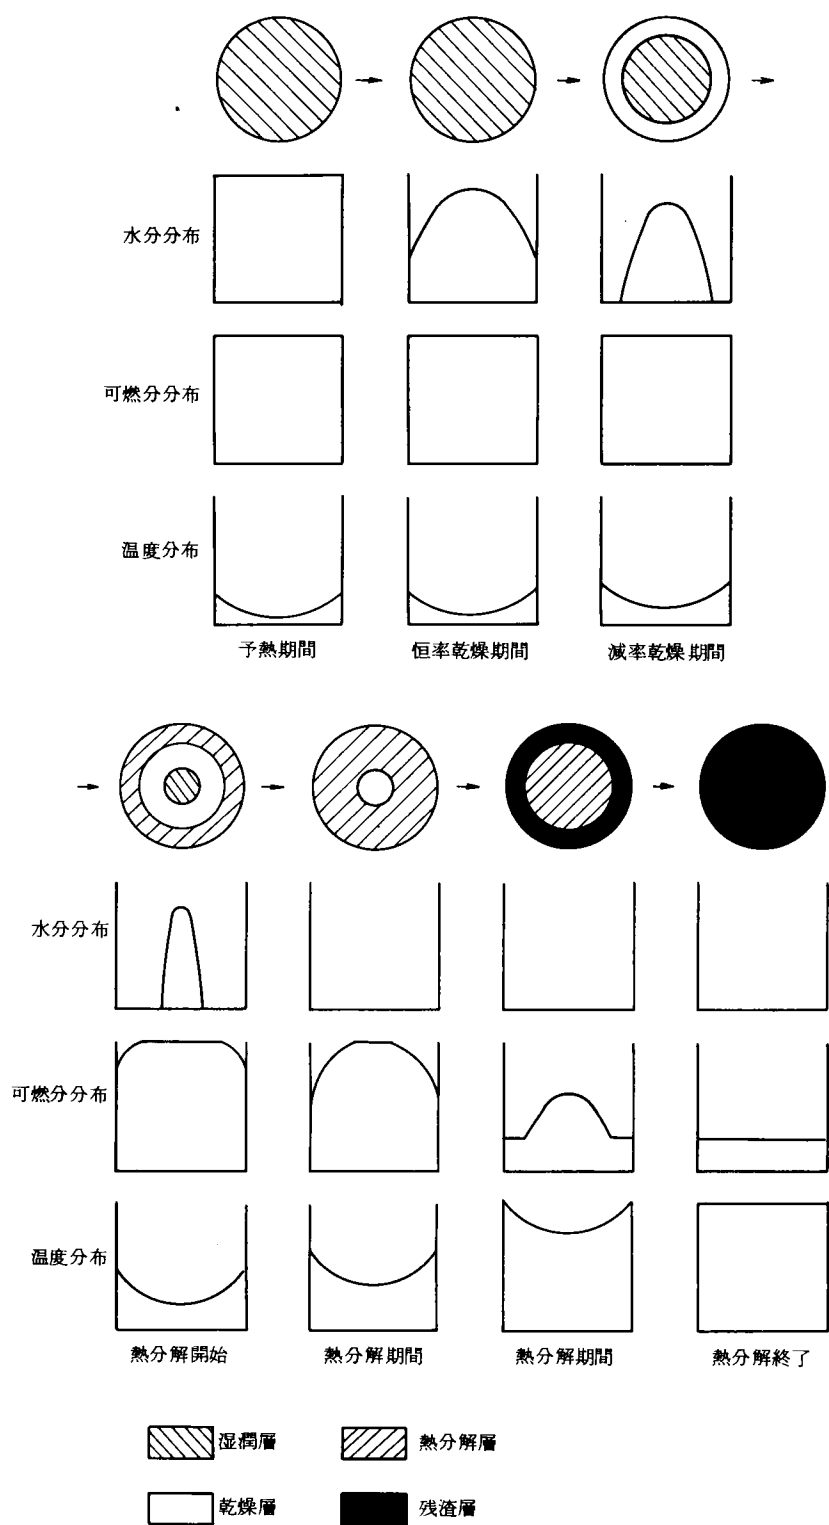 水分分布
可燃分分布
温度分布
予熱期間 恒率乾燥期間 減率乾燥期間
水分分布
可燃分分布
温度分布
熱分解開始 熱分解期間 熱分解期間 熱分解終了
湿潤層 熱分解層
乾燥層 残渣層